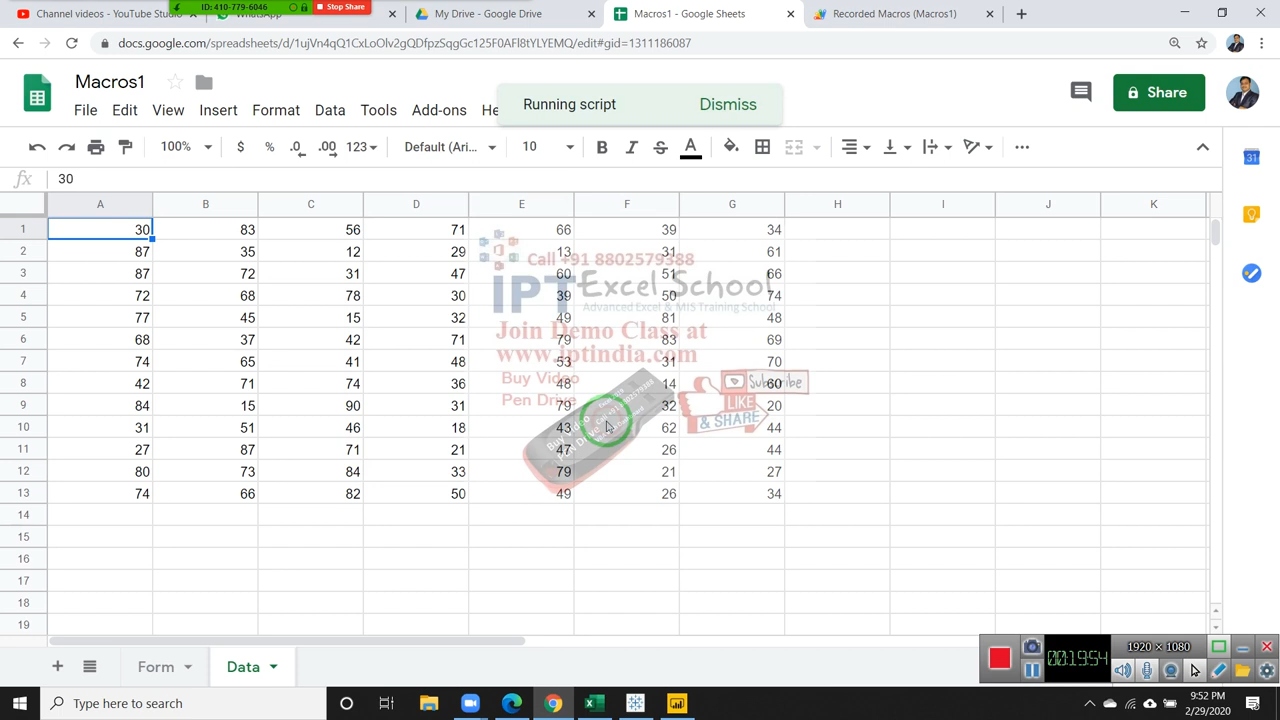 Channel videos - YouTube Studio
ID: 410-779-6046
Stop Share
WhatsApp
My Drive - Google Drive
Macros1 - Google Sheets
Recorded Macros (Macros1)
docs.google.com/spreadsheets/d/1ujVn4qQ1CxLoOlv2gQDfpzSqgGc125F0AFl8tYLYEMQ/edit#gid=1311186087
Macros1
File Edit View Insert Format Data Tools Add-ons He
Running script Dismiss
Share
100% $ % .0 .00 123 Default (Ari... 10 B I S A
fx 30
A B C D E F G H I J K
1 30 83 56 71 66 39 34
2 87 35 12 29 13 31 61
3 87 72 31 47 60 51 66
4 72 68 78 30 39 50 74
5 77 45 15 32 49 81 48
6 68 37 42 71 79 83 69
7 74 65 41 48 53 31 70
8 42 71 74 36 48 14 60
9 84 15 90 31 79 32 20
10 31 51 46 18 43 62 44
11 27 87 71 21 47 26 44
12 80 73 84 33 79 21 27
13 74 66 82 50 49 26 34
14
15
16
17
18
19
Call +91 8802579388
IPT Excel School
Advanced Excel & MIS Training School
Join Demo Class at
www.iptindia.com
Buy Video
Pen Drive
Buy Video
Pen Drive
Subscribe
LIKE
& SHARE
31
Form Data
1920 × 1080
00:19:54
Type here to search
9:52 PM
2/29/2020